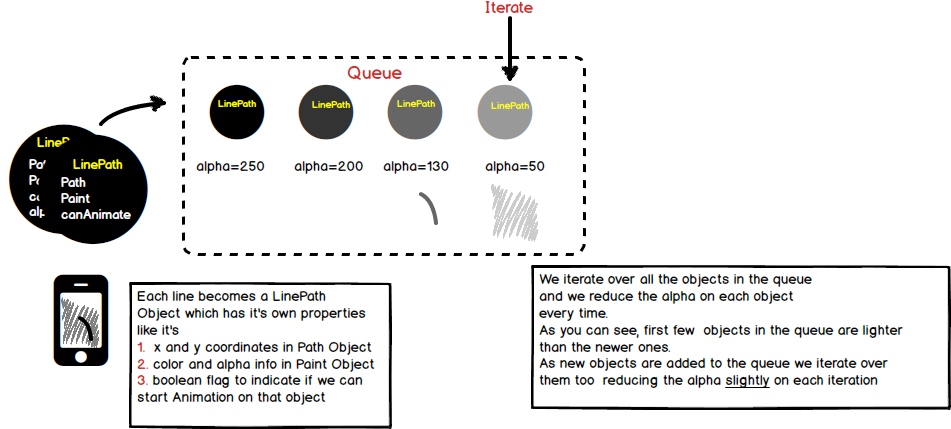 Iterate
Queue
LinePath
LinePath
LinePath
LinePath
alpha=250
alpha=200
alpha=130
alpha=50
LinePath
Path
Paint
canAnimate
Each line becomes a LinePath
Object which has it's own properties
like it's
1. x and y coordinates in Path Object
2. color and alpha info in Paint Object
3. boolean flag to indicate if we can
start Animation on that object
We iterate over all the objects in the queue
and we reduce the alpha on each object
every time.
As you can see, first few objects in the queue are lighter
than the newer ones.
As new objects are added to the queue we iterate over
them too reducing the alpha slightly on each iteration